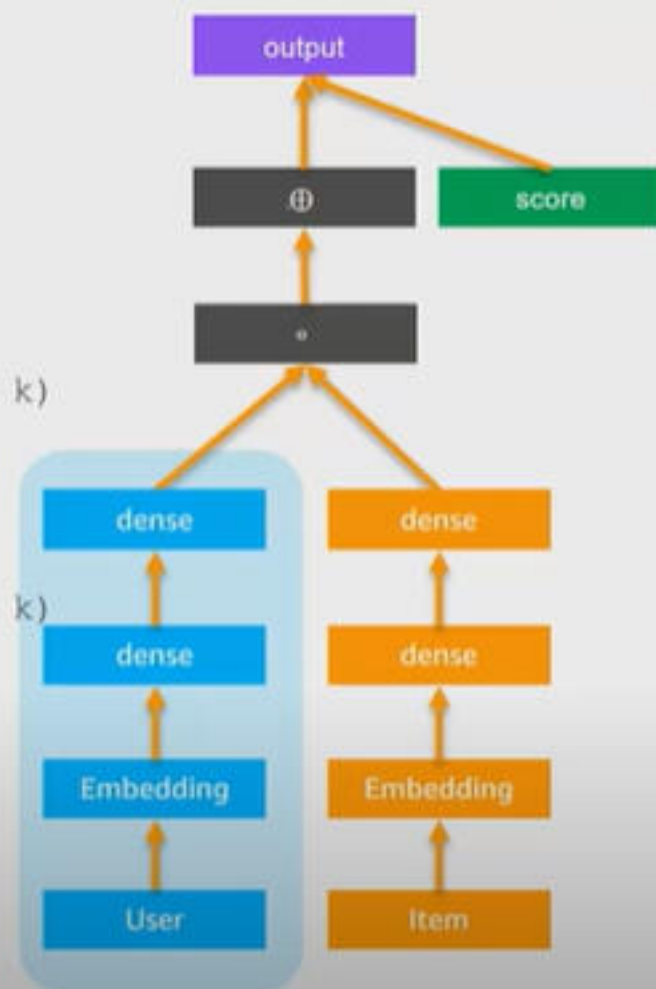 output
⊕
score
∘
k)
dense
dense
k)
dense
dense
Embedding
Embedding
User
Item